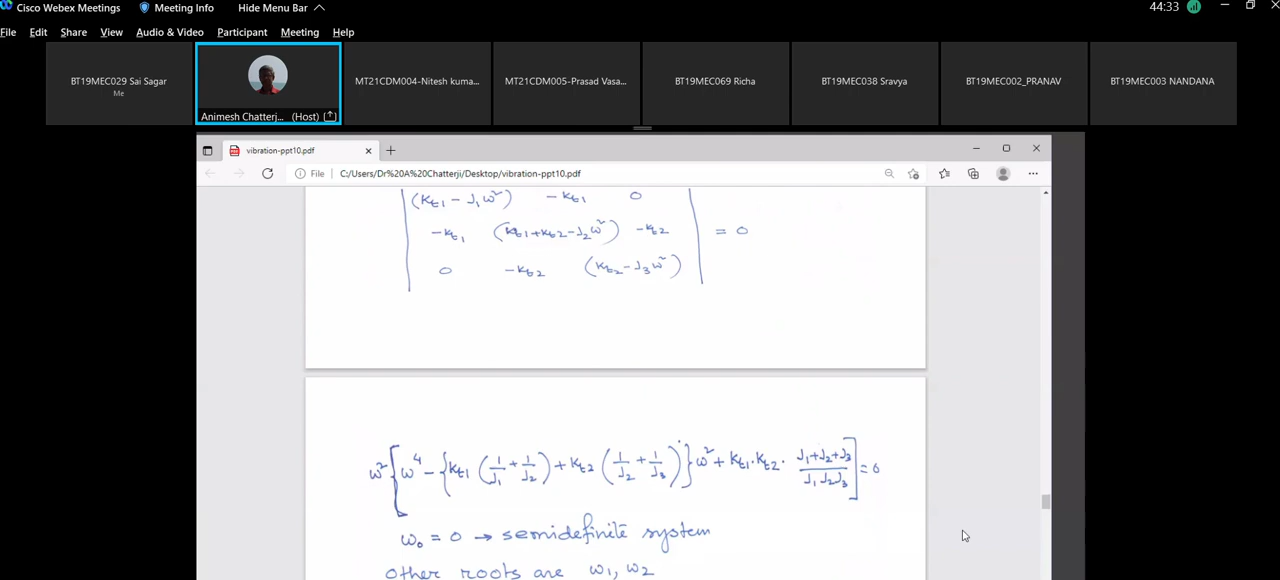 Cisco Webex Meetings
Meeting Info
Hide Menu Bar
44:33
File Edit Share View Audio & Video Participant Meeting Help
BT19MEC029 Sai Sagar
Me
Animesh Chatterj... (Host)
MT21CDM004-Nitesh kuma...
MT21CDM005-Prasad Vasa...
BT19MEC069 Richa
BT19MEC038 Sravya
BT19MEC002_PRANAV
BT19MEC003 NANDANA
vibration-ppt10.pdf
File C:/Users/Dr%20A%20Chatterji/Desktop/vibration-ppt10.pdf
(Kt1 - J1ω²) -Kt1 0
-Kt1 (Kt1+Kt2-J2ω²) -Kt2 = 0
0 -Kt2 (Kt2-J3ω²)
ω²[ω⁴ - {Kt1 (1/J1 + 1/J2) + Kt2 (1/J2 + 1/J3)} ω² + Kt1·Kt2 · (J1+J2+J3)/(J1J2J3)] = 0
ω₀ = 0 → semidefinite system
other roots are ω1, ω2